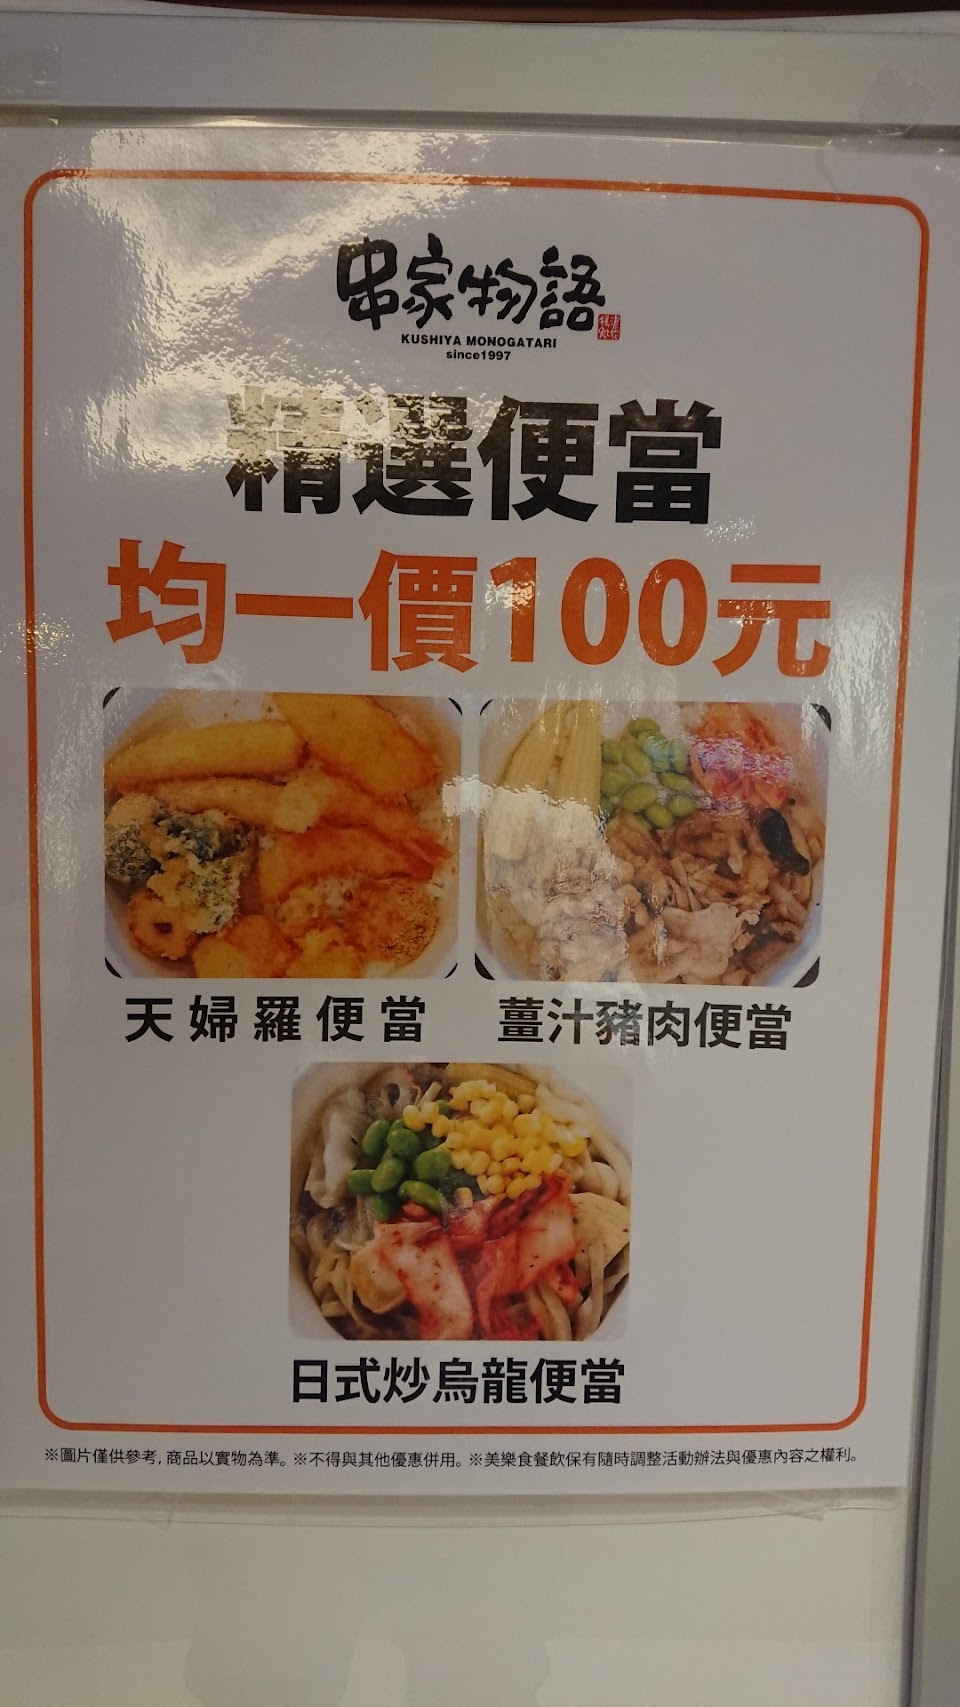 串家物語
KUSHIYA MONOGATARI
since1997
精選便當
均一價100元
天婦羅便當
薑汁豬肉便當
日式炒烏龍便當
※圖片僅供參考,商品以實物為準。※不得與其他優惠併用。※美樂食餐飲保有隨時調整活動辦法與優惠內容之權利。